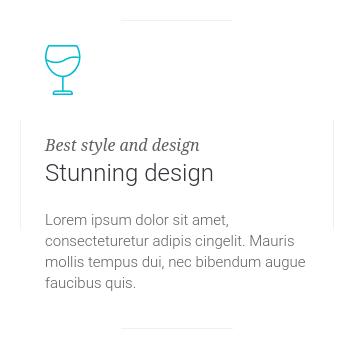 Best style and design
Stunning design
Lorem ipsum dolor sit amet,
consecteturetur adipis cingelit. Mauris
mollis tempus dui, nec bibendum augue
faucibus quis.